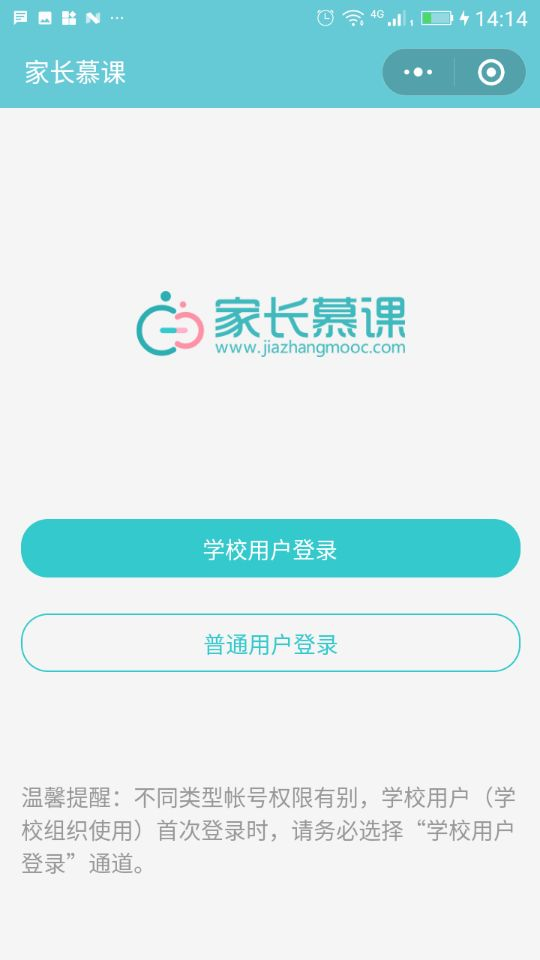 4G
1
14:14
家长慕课
家长慕课
www.jiazhangmooc.com
学校用户登录
普通用户登录
温馨提醒：不同类型帐号权限有别，学校用户（学
校组织使用）首次登录时，请务必选择“学校用户
登录”通道。